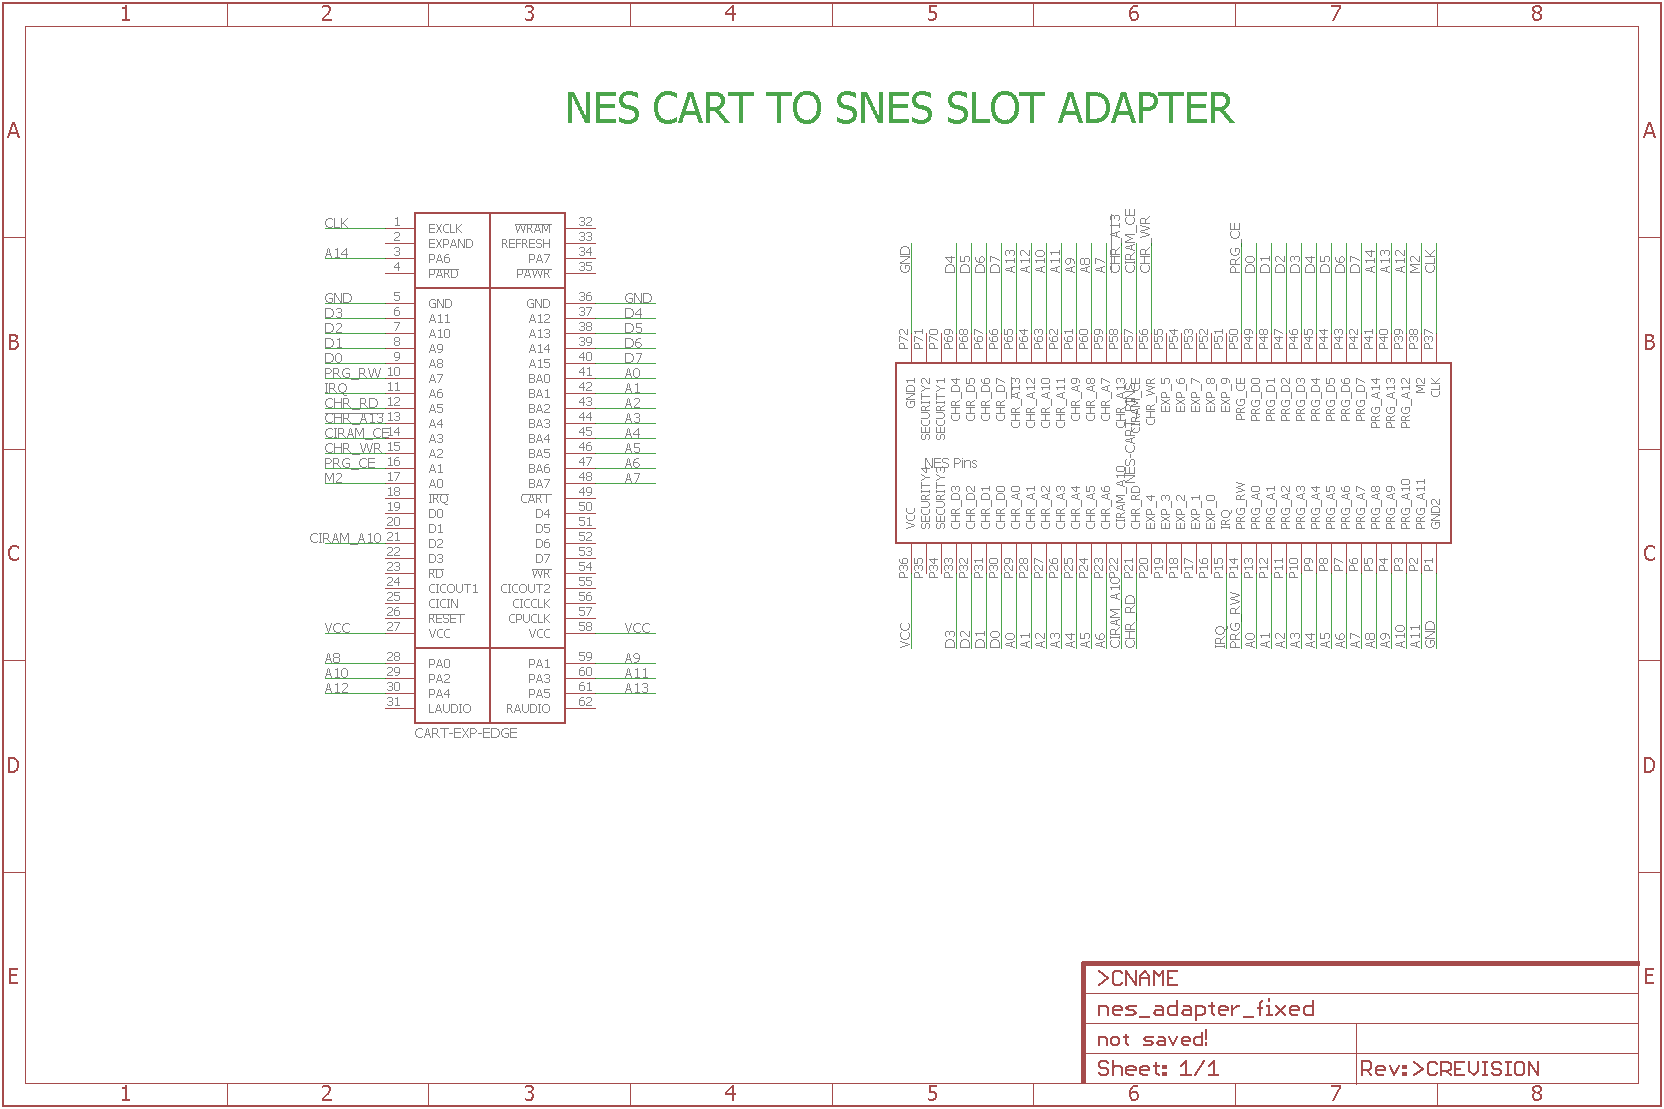 1 2 3 4 5 6 7 8
A A
B B
C C
D D
E E
NES CART TO SNES SLOT ADAPTER
CLK 1 EXCLK WRAM 32
2 EXPAND REFRESH 33
A14 3 PA6 PA7 34
4 PARD PAWR 35
GND 5 GND GND 36 GND
D3 6 A11 A12 37 D4
D2 7 A10 A13 38 D5
D1 8 A9 A14 39 D6
D0 9 A8 A15 40 D7
PRG_RW 10 A7 BA0 41 A0
IRQ 11 A6 BA1 42 A1
CHR_RD 12 A5 BA2 43 A2
CHR_A13 13 A4 BA3 44 A3
CIRAM_CE 14 A3 BA4 45 A4
CHR_WR 15 A2 BA5 46 A5
PRG_CE 16 A1 BA6 47 A6
M2 17 A0 BA7 48 A7
18 IRQ CART 49
19 D0 D4 50
20 D1 D5 51
CIRAM_A10 21 D2 D6 52
22 D3 D7 53
23 RD WR 54
24 CICOUT1 CICOUT2 55
25 CICIN CICCLK 56
26 RESET CPUCLK 57
VCC 27 VCC VCC 58 VCC
A8 28 PA0 PA1 59 A9
A10 29 PA2 PA3 60 A11
A12 30 PA4 PA5 61 A13
31 LAUDIO RAUDIO 62
CART-EXP-EDGE
GND D4 D5 D6 D7 A13 A12 A10 A11 A9 A8 A7 CHR_A13 CIRAM_CE CHR_WR PRG_CE D0 D1 D2 D3 D4 D5 D6 D7 A14 A13 A12 M2 CLK
P72 P71 P70 P69 P68 P67 P66 P65 P64 P63 P62 P61 P60 P59 P58 P57 P56 P55 P54 P53 P52 P51 P50 P49 P48 P47 P46 P45 P44 P43 P42 P41 P40 P39 P38 P37
GND1 SECURITY2 SECURITY1 CHR_D4 CHR_D5 CHR_D6 CHR_D7 CHR_A13 CHR_A12 CHR_A10 CHR_A11 CHR_A9 CHR_A8 CHR_A7 CHR_A13 CIRAM_CE CHR_WR EXP_5 EXP_6 EXP_7 EXP_8 EXP_9 PRG_CE PRG_D0 PRG_D1 PRG_D2 PRG_D3 PRG_D4 PRG_D5 PRG_D6 PRG_D7 PRG_A14 PRG_A13 PRG_A12 M2 CLK
NES Pins
NES-CART-PINS
VCC SECURITY4 SECURITY3 CHR_D3 CHR_D2 CHR_D1 CHR_D0 CHR_A0 CHR_A1 CHR_A2 CHR_A3 CHR_A4 CHR_A5 CHR_A6 CIRAM_A10 CHR_RD EXP_4 EXP_3 EXP_2 EXP_1 EXP_0 IRQ PRG_RW PRG_A0 PRG_A1 PRG_A2 PRG_A3 PRG_A4 PRG_A5 PRG_A6 PRG_A7 PRG_A8 PRG_A9 PRG_A10 PRG_A11 GND2
P36 P35 P34 P33 P32 P31 P30 P29 P28 P27 P26 P25 P24 P23 P22 P21 P20 P19 P18 P17 P16 P15 P14 P13 P12 P11 P10 P9 P8 P7 P6 P5 P4 P3 P2 P1
VCC D3 D2 D1 D0 A0 A1 A2 A3 A4 A5 A6 CIRAM_A10 CHR_RD IRQ PRG_RW A0 A1 A2 A3 A4 A5 A6 A7 A8 A9 A10 A11 GND
>CNAME
nes_adapter_fixed
not saved!
Sheet: 1/1 Rev:>CREVISION
1 2 3 4 5 6 7 8